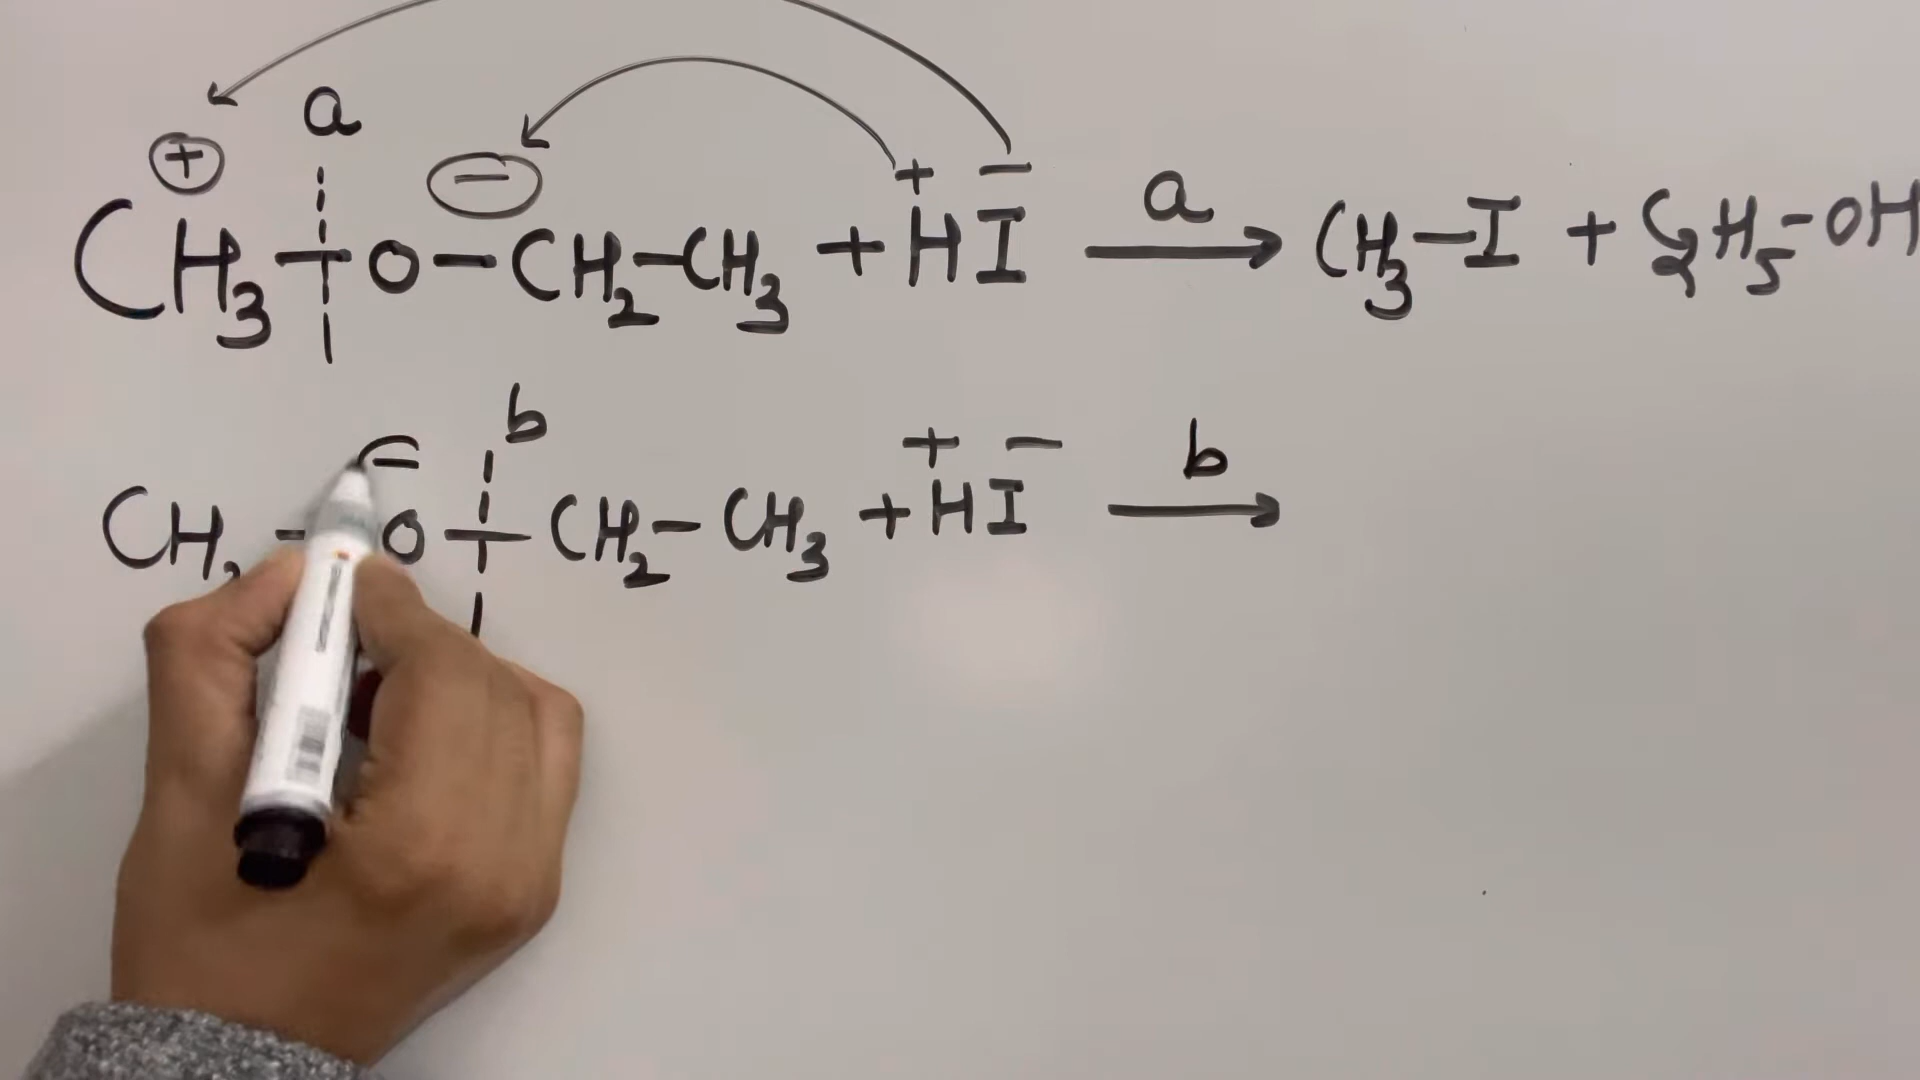 a
+ − + − a
CH3 - O - CH2 - CH3 + HI → CH3 - I + C2H5 - OH
b
− + − b
CH3 - O - CH2 - CH3 + HI →